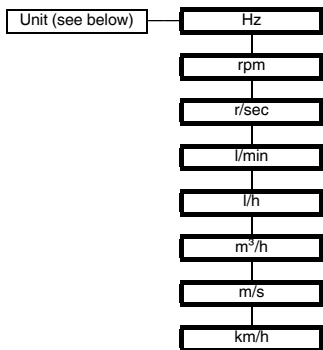 Unit (see below)
Hz
rpm
r/sec
l/min
l/h
m³/h
m/s
km/h